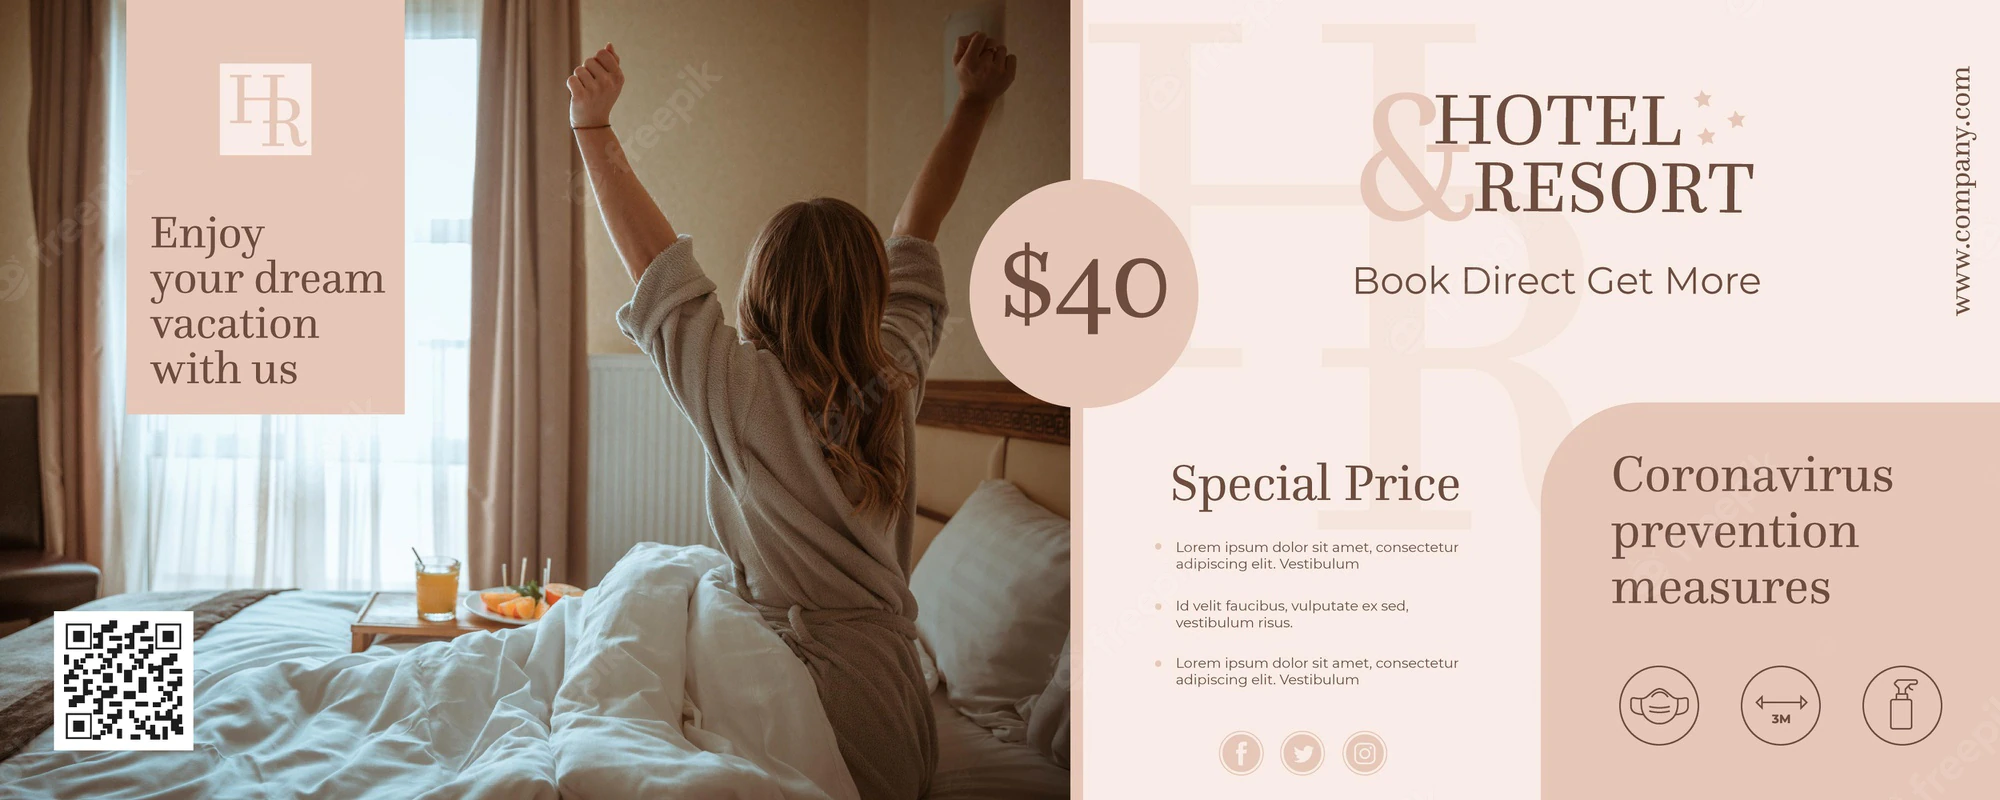 HR
Enjoy
your dream
vacation
with us
$40
HR
& HOTEL
RESORT
Book Direct Get More
www.company.com
Special Price
Lorem ipsum dolor sit amet, consectetur
adipiscing elit. Vestibulum
Id velit faucibus, vulputate ex sed,
vestibulum risus.
Lorem ipsum dolor sit amet, consectetur
adipiscing elit. Vestibulum
Coronavirus
prevention
measures
3M
freepik